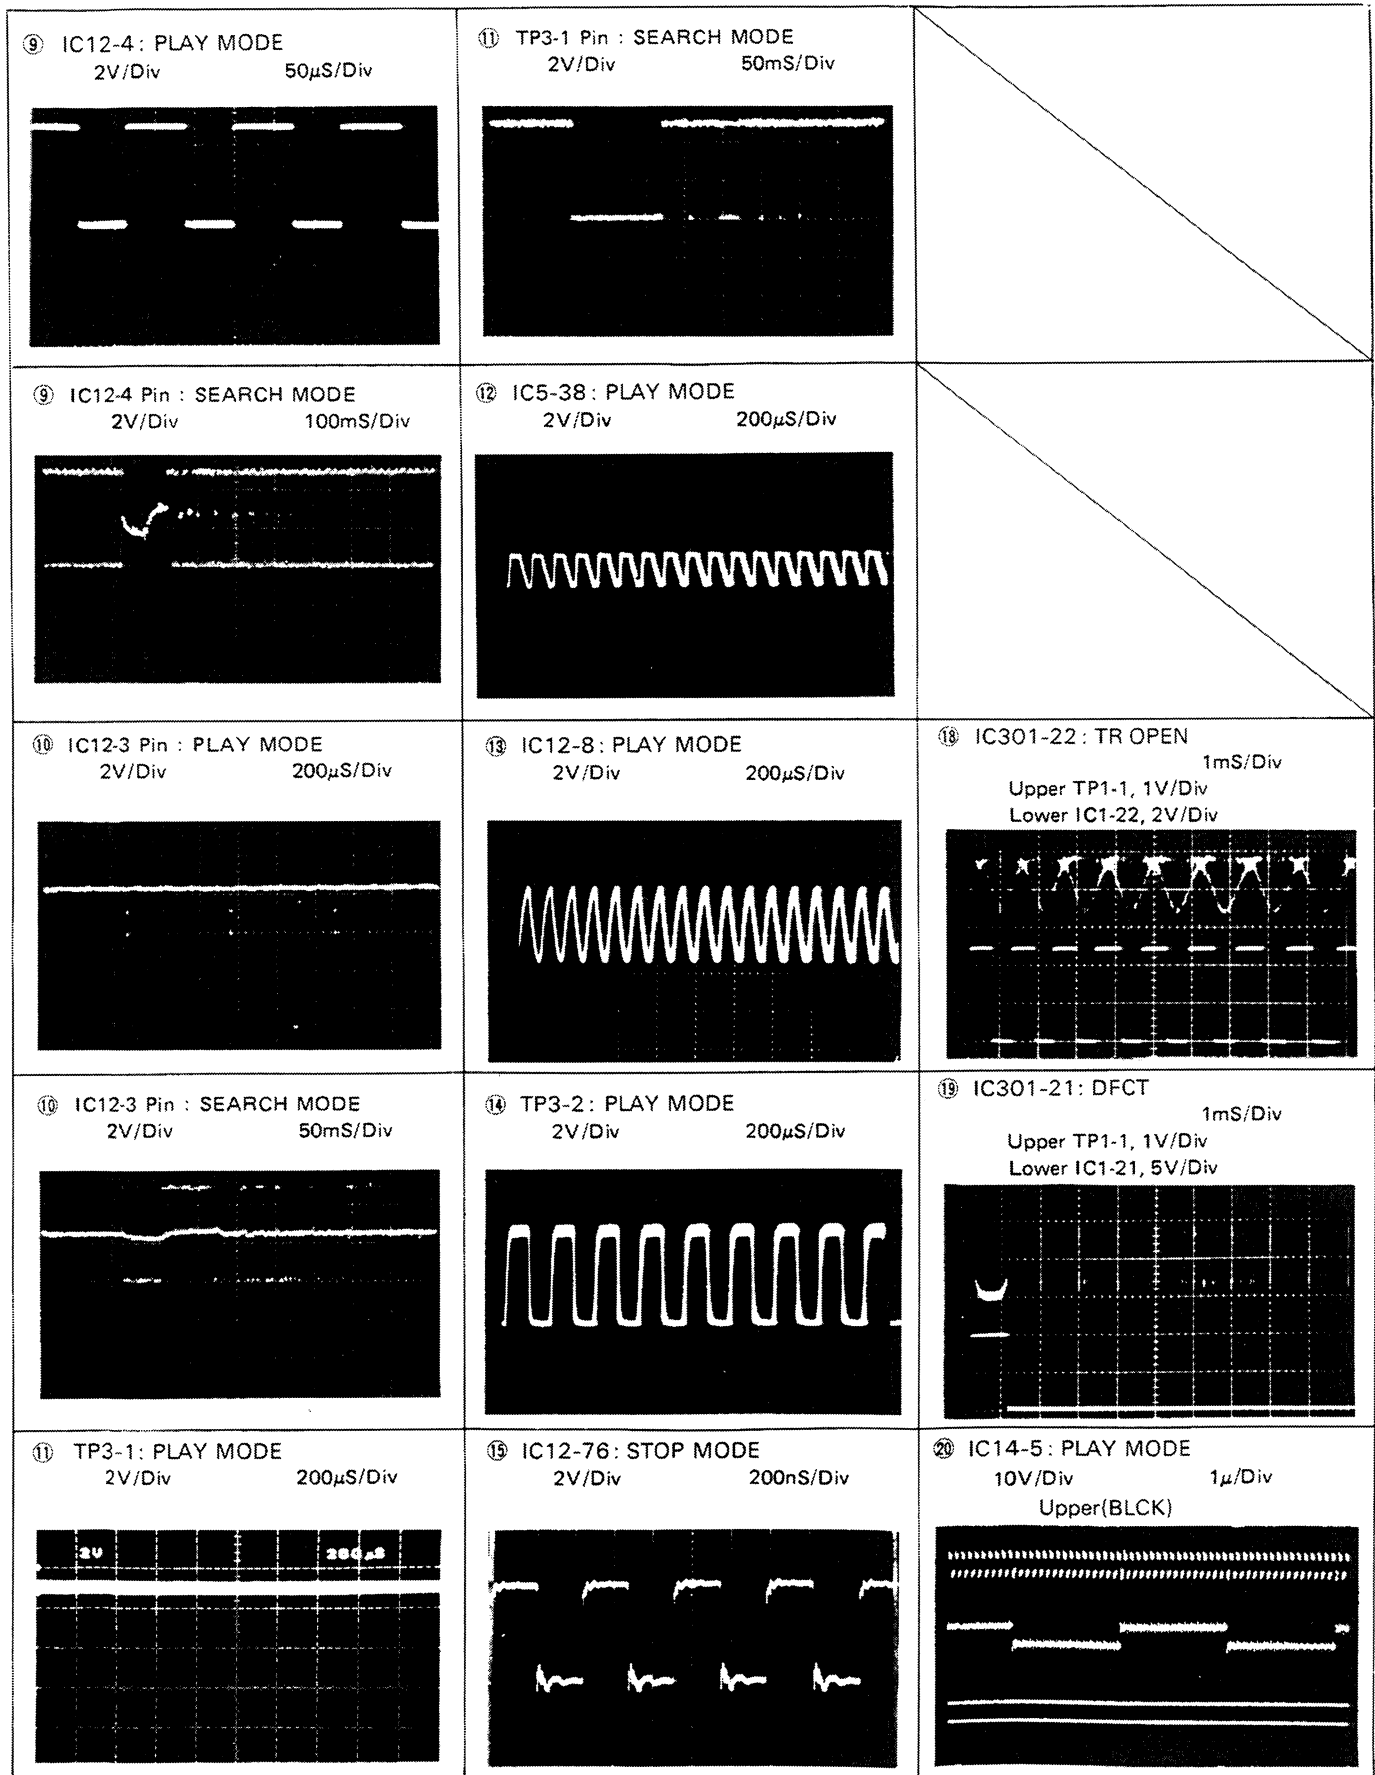 ⑨ IC12-4: PLAY MODE
2V/Div 50μS/Div
⑪ TP3-1 Pin : SEARCH MODE
2V/Div 50mS/Div
⑨ IC12-4 Pin : SEARCH MODE
2V/Div 100mS/Div
⑫ IC5-38: PLAY MODE
2V/Div 200μS/Div
⑩ IC12-3 Pin : PLAY MODE
2V/Div 200μS/Div
⑬ IC12-8: PLAY MODE
2V/Div 200μS/Div
⑱ IC301-22: TR OPEN
1mS/Div
Upper TP1-1, 1V/Div
Lower IC1-22, 2V/Div
⑩ IC12-3 Pin : SEARCH MODE
2V/Div 50mS/Div
⑭ TP3-2: PLAY MODE
2V/Div 200μS/Div
⑲ IC301-21: DFCT
1mS/Div
Upper TP1-1, 1V/Div
Lower IC1-21, 5V/Div
⑪ TP3-1: PLAY MODE
2V/Div 200μS/Div
2V 200μS
⑮ IC12-76: STOP MODE
2V/Div 200nS/Div
⑳ IC14-5: PLAY MODE
10V/Div 1μ/Div
Upper(BLCK)